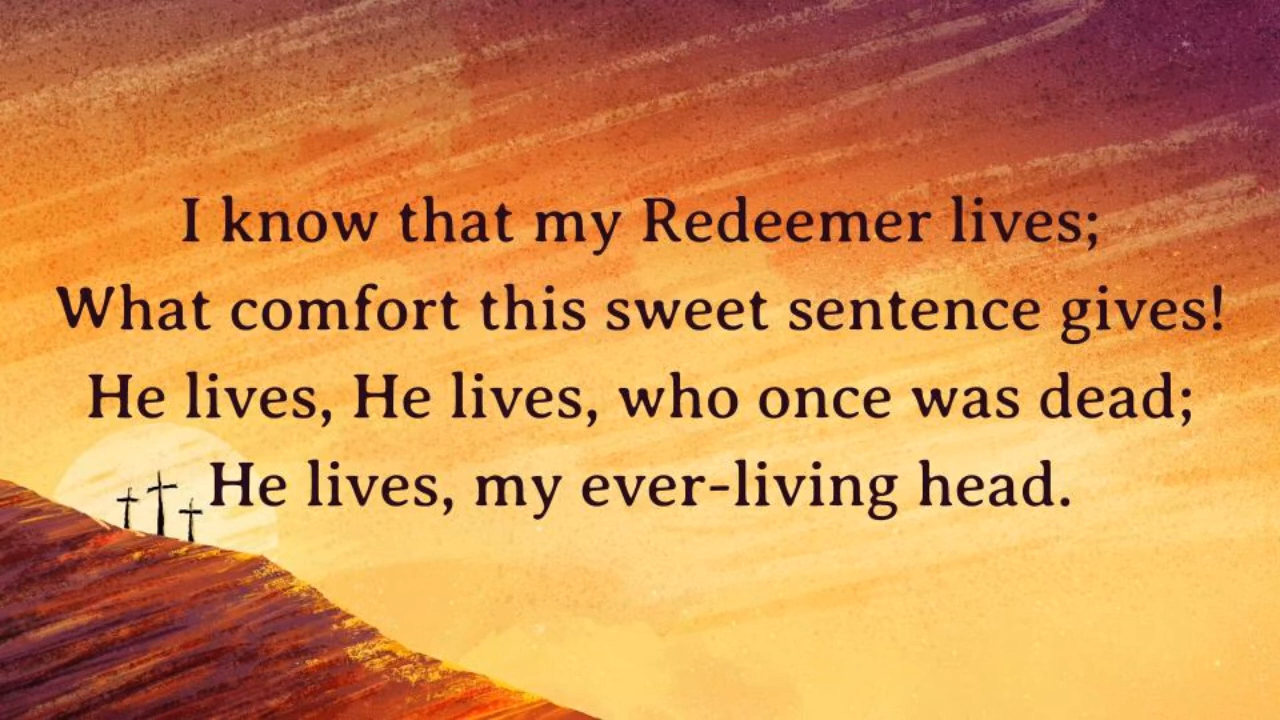 I know that my Redeemer lives;
What comfort this sweet sentence gives!
He lives, He lives, who once was dead;
He lives, my ever-living head.